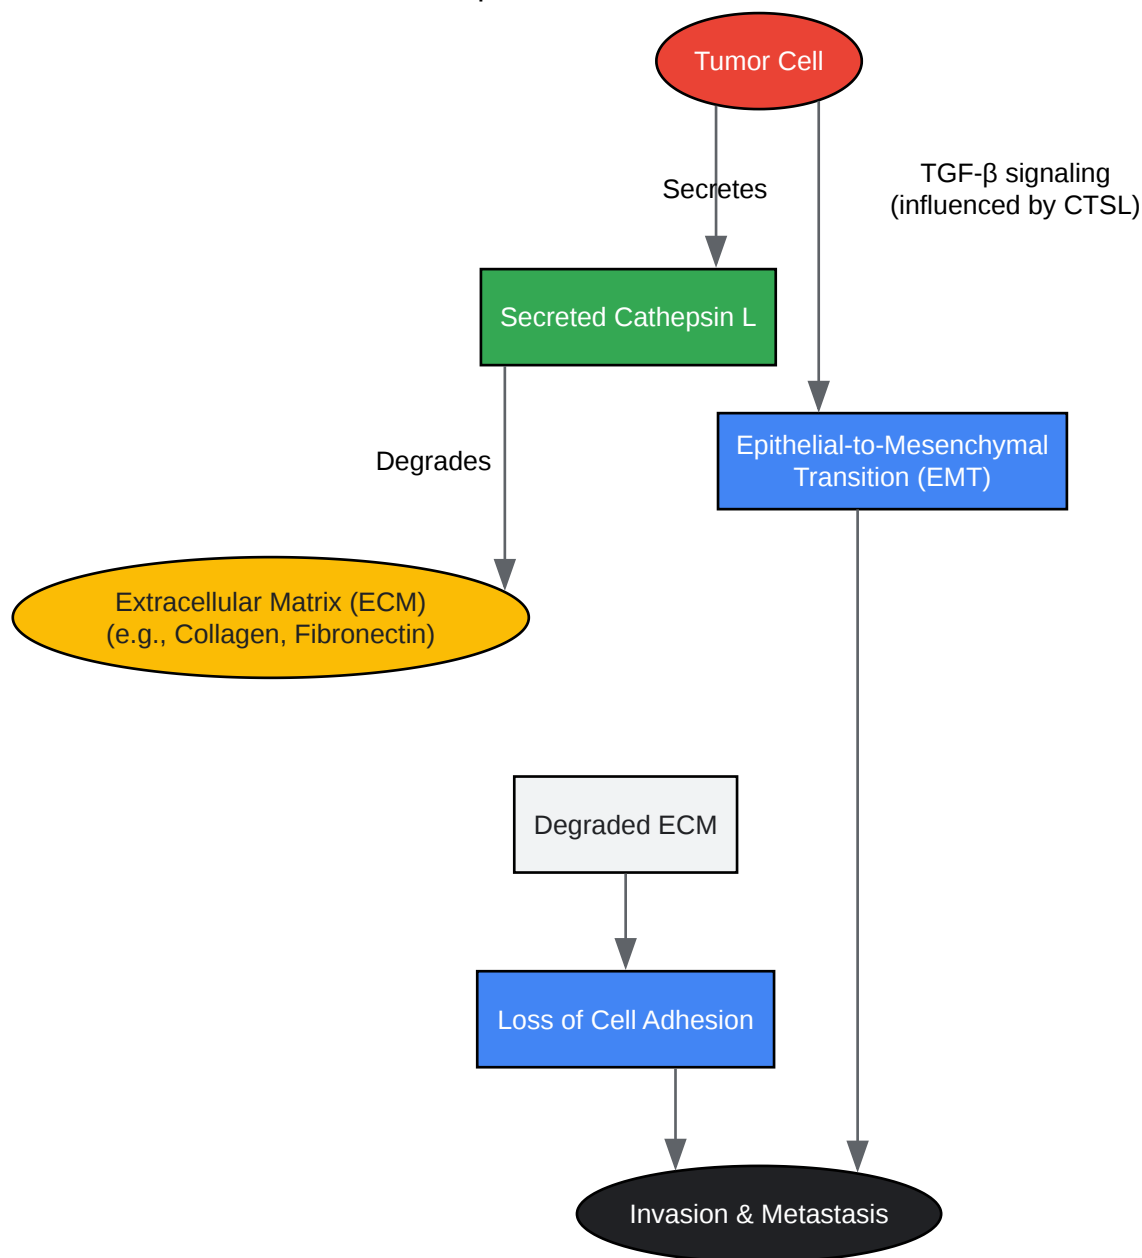 Tumor Cell
Secretes
TGF-β signaling
(influenced by CTSL)
Secreted Cathepsin L
Degrades
Epithelial-to-Mesenchymal
Transition (EMT)
Extracellular Matrix (ECM)
(e.g., Collagen, Fibronectin)
Degraded ECM
Loss of Cell Adhesion
Invasion & Metastasis